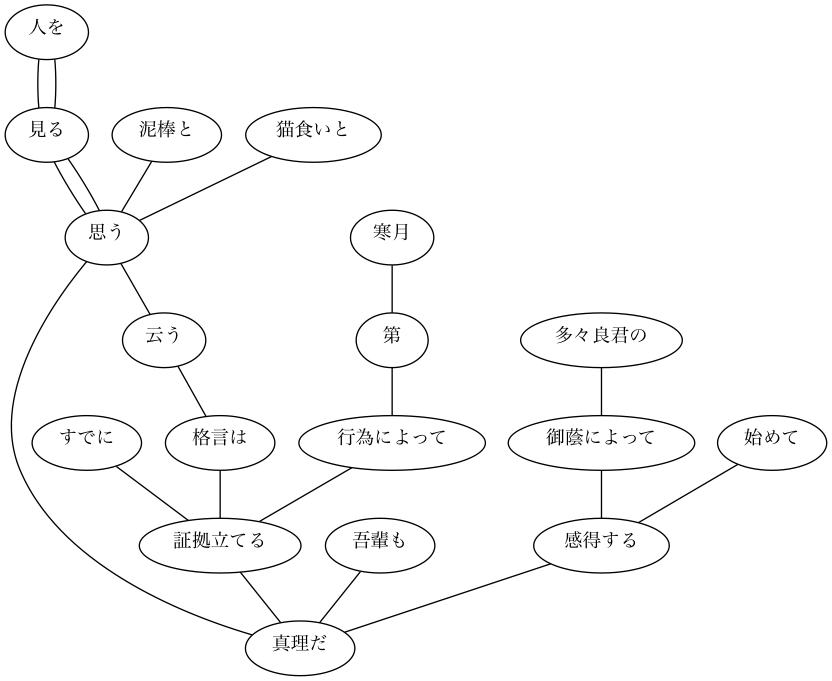 人を
見る
泥棒と
猫食いと
思う
寒月
云う
第
多々良君の
すでに
格言は
行為によって
御蔭によって
始めて
証拠立てる
吾輩も
感得する
真理だ